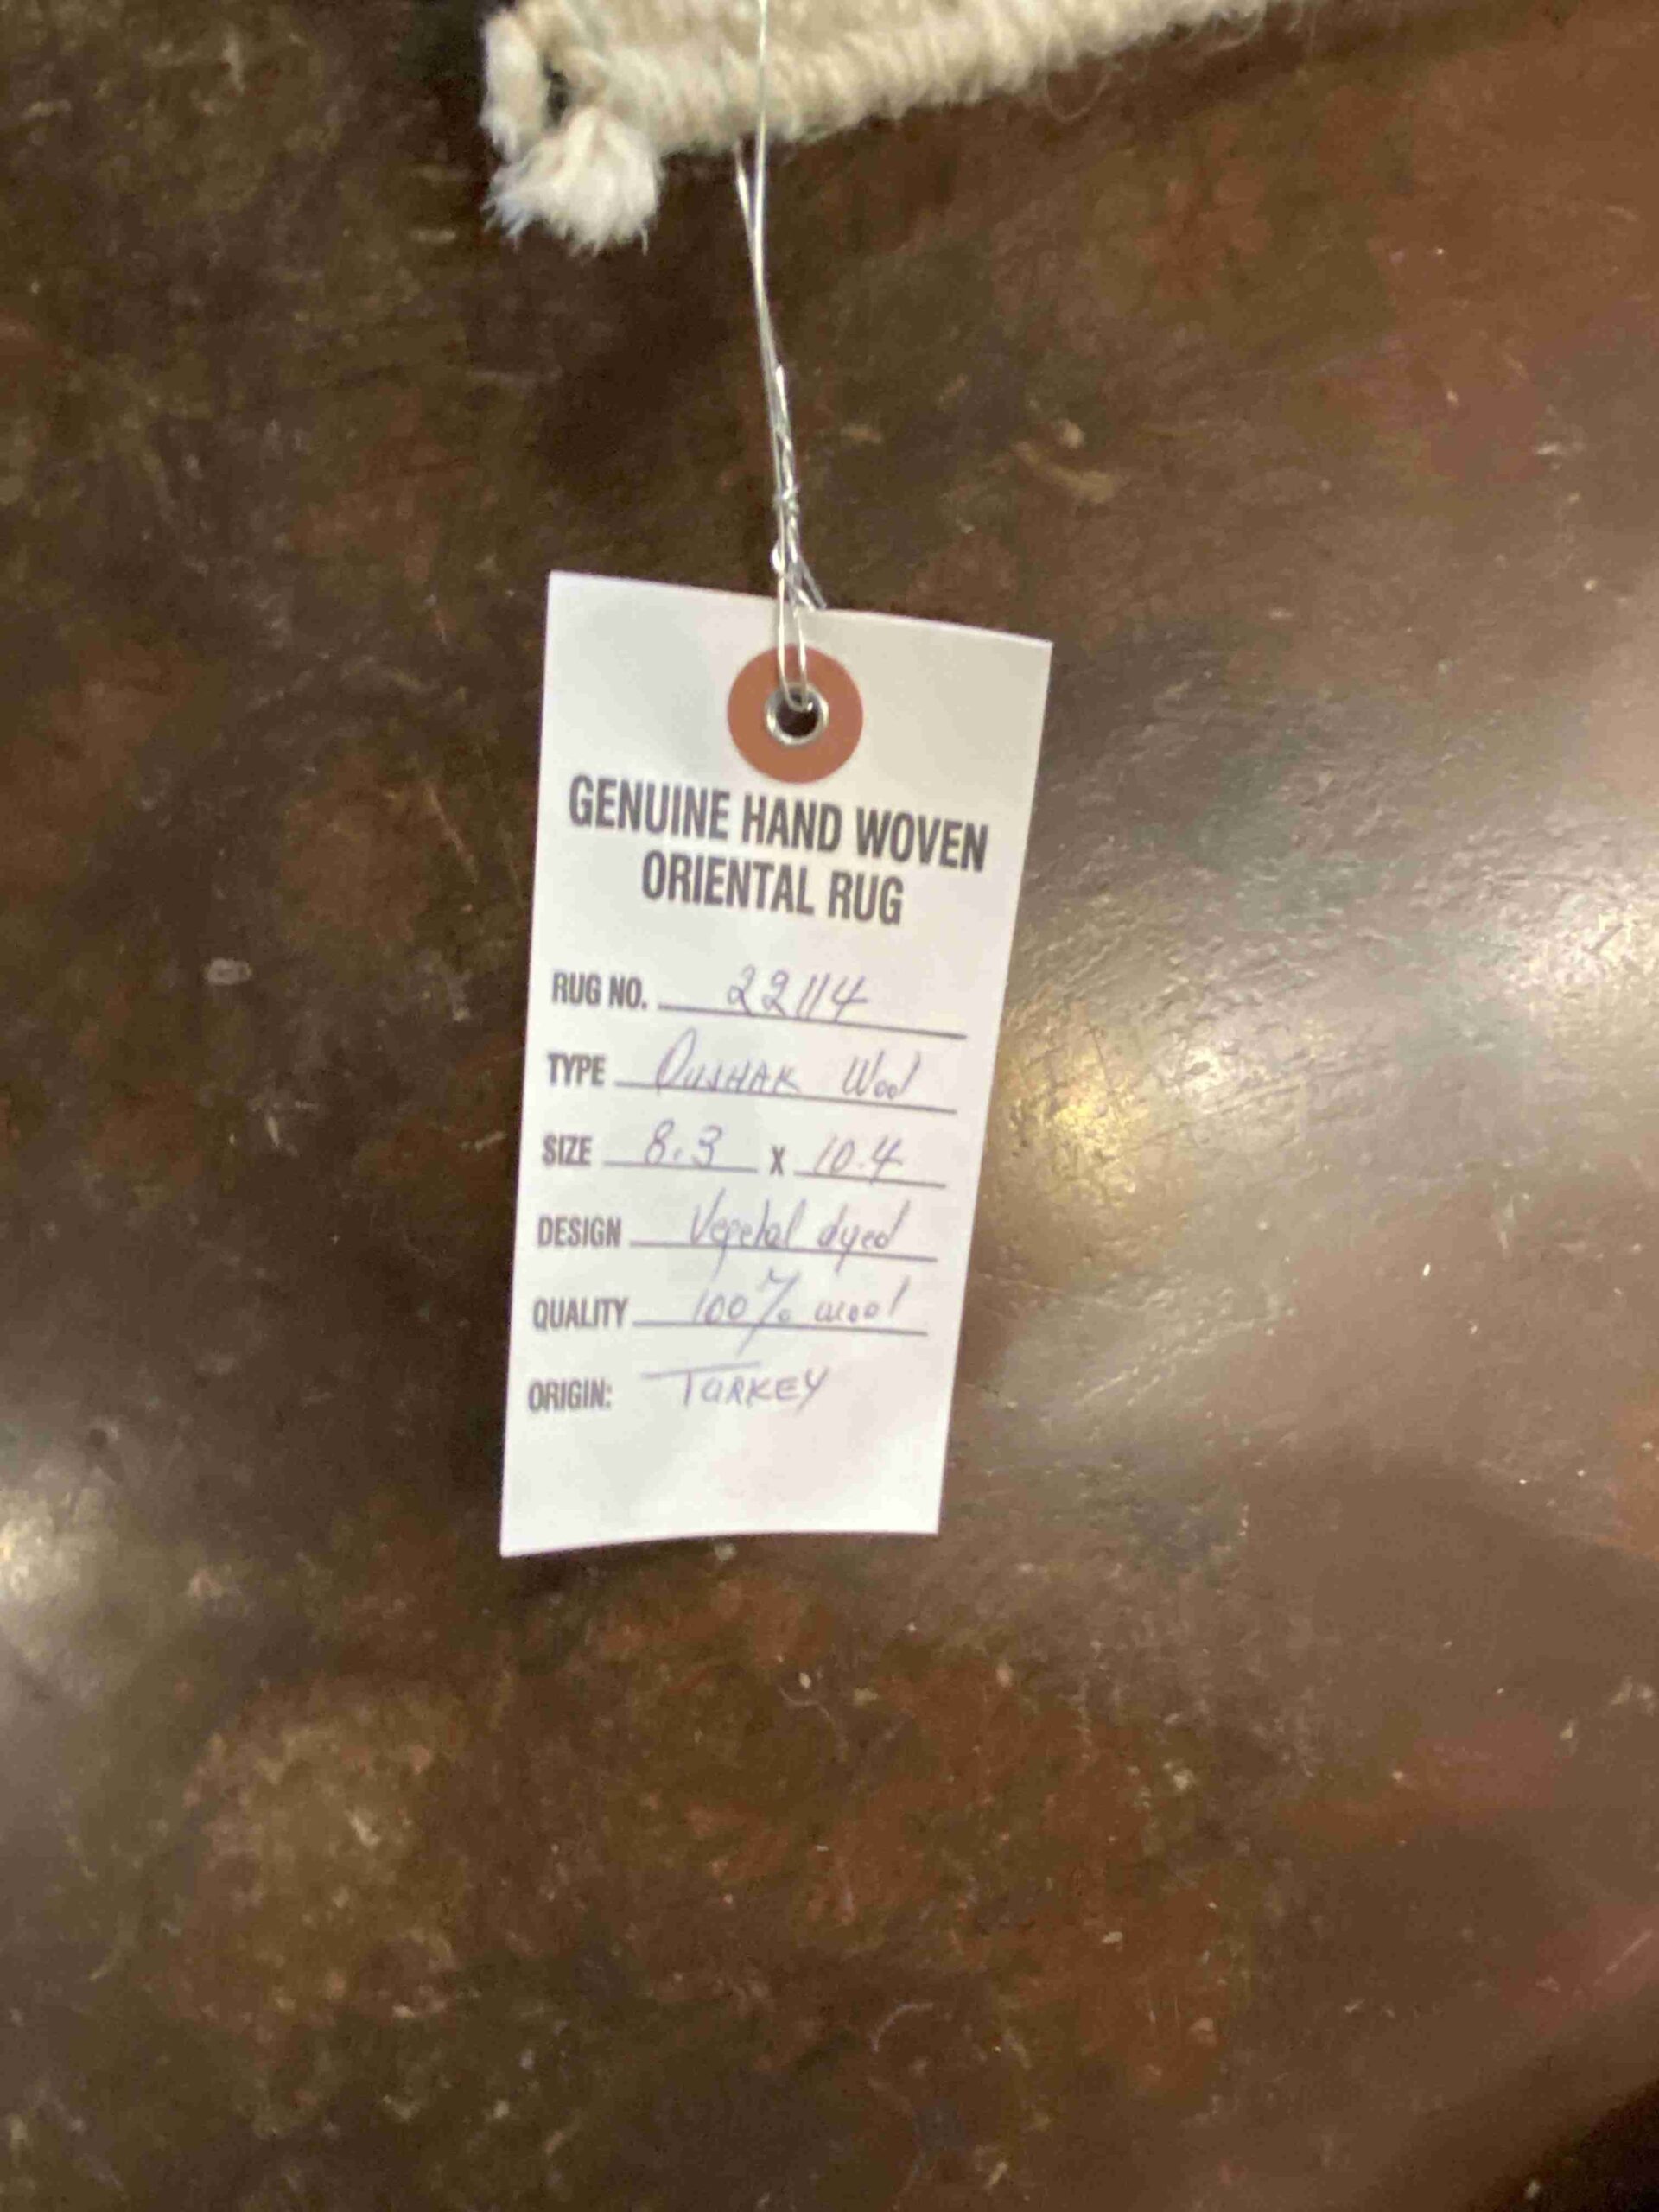 GENUINE HAND WOVEN
ORIENTAL RUG
RUG NO. 22114
TYPE OUSHAK Wool
SIZE 8.3 X 10.4
DESIGN Vegetal dyed
QUALITY 100% wool
ORIGIN: TURKEY